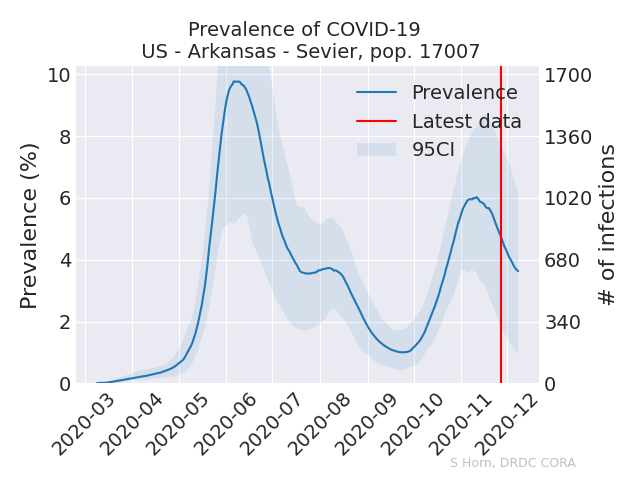 Prevalence of COVID-19
US - Arkansas - Sevier, pop. 17007
Prevalence (%)
10
8
6
4
2
0
1700
1360
1020
680
340
0
# of infections
Prevalence
Latest data
95CI
2020-03
2020-04
2020-05
2020-06
2020-07
2020-08
2020-09
2020-10
2020-11
2020-12
S Horn, DRDC CORA